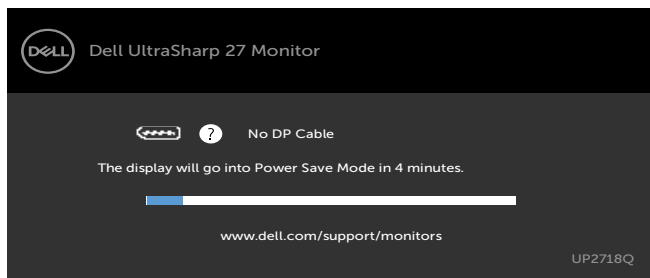 DELL Dell UltraSharp 27 Monitor
? No DP Cable
The display will go into Power Save Mode in 4 minutes.
www.dell.com/support/monitors
UP2718Q